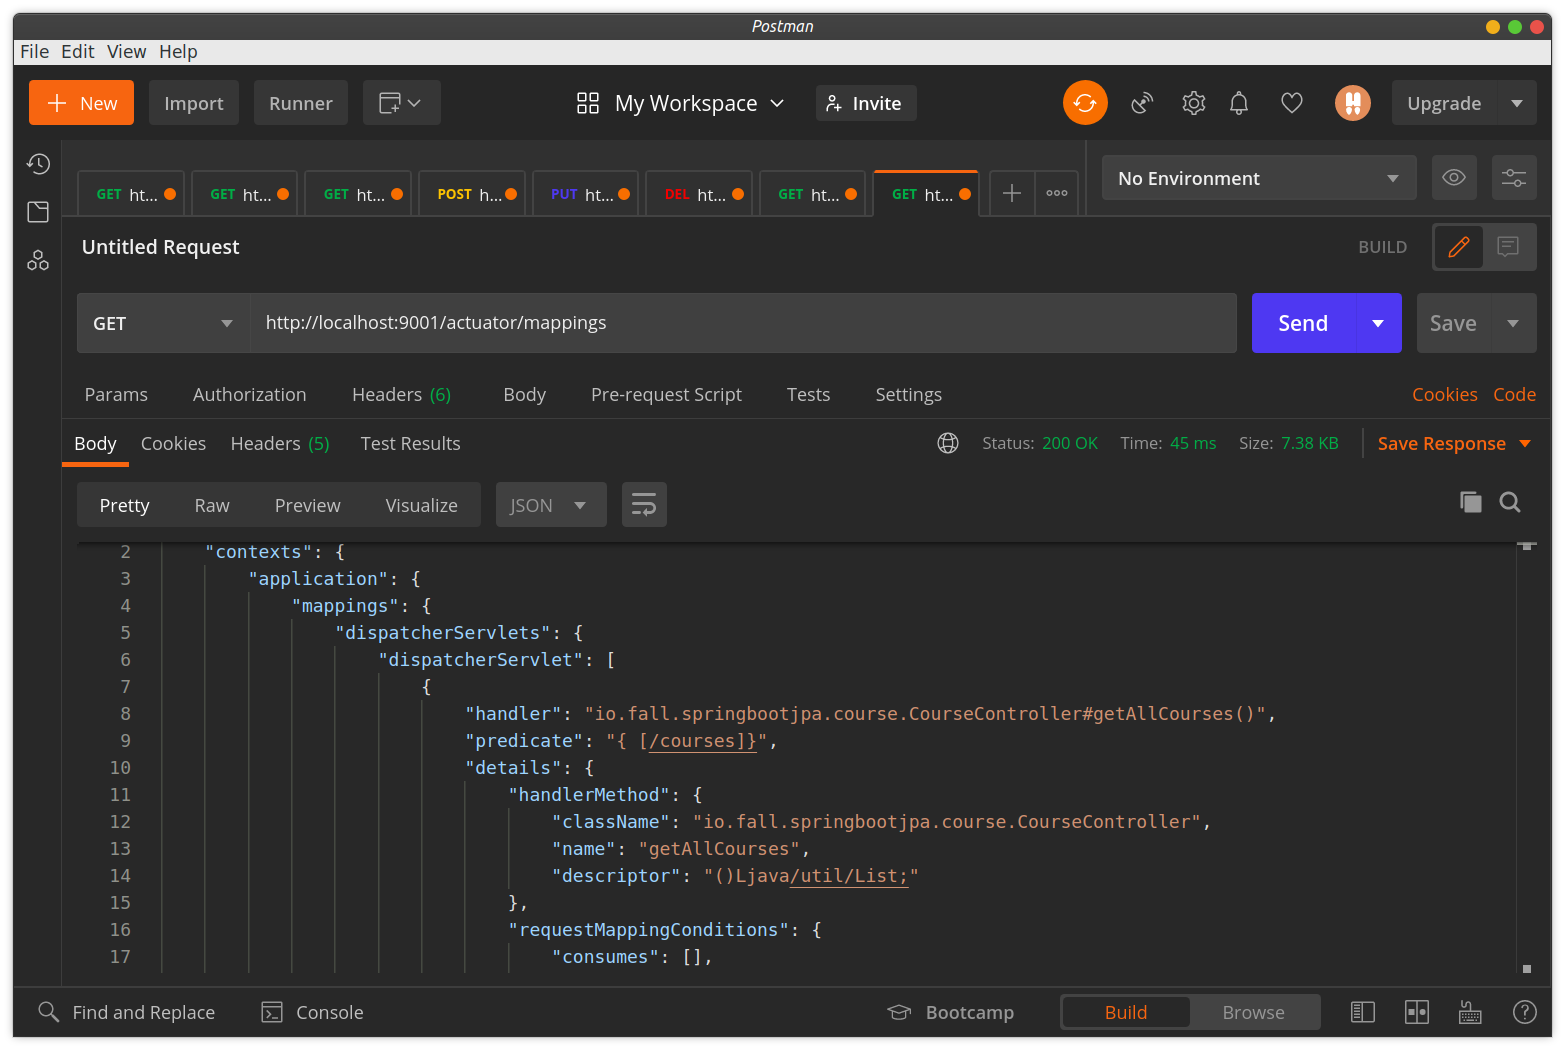 Postman
File Edit View Help
New Import Runner My Workspace Invite Upgrade
GET ht... GET ht... GET ht... POST h... PUT ht... DEL ht... GET ht... GET ht... No Environment
Untitled Request BUILD
GET http://localhost:9001/actuator/mappings Send Save
Params Authorization Headers (6) Body Pre-request Script Tests Settings Cookies Code
Body Cookies Headers (5) Test Results Status: 200 OK Time: 45 ms Size: 7.38 KB Save Response
Pretty Raw Preview Visualize JSON
2 "contexts": {
3 "application": {
4 "mappings": {
5 "dispatcherServlets": {
6 "dispatcherServlet": [
7 {
8 "handler": "io.fall.springbootjpa.course.CourseController#getAllCourses()",
9 "predicate": "{ [/courses]}",
10 "details": {
11 "handlerMethod": {
12 "className": "io.fall.springbootjpa.course.CourseController",
13 "name": "getAllCourses",
14 "descriptor": "()Ljava/util/List;"
15 },
16 "requestMappingConditions": {
17 "consumes": [],
Find and Replace Console Bootcamp Build Browse